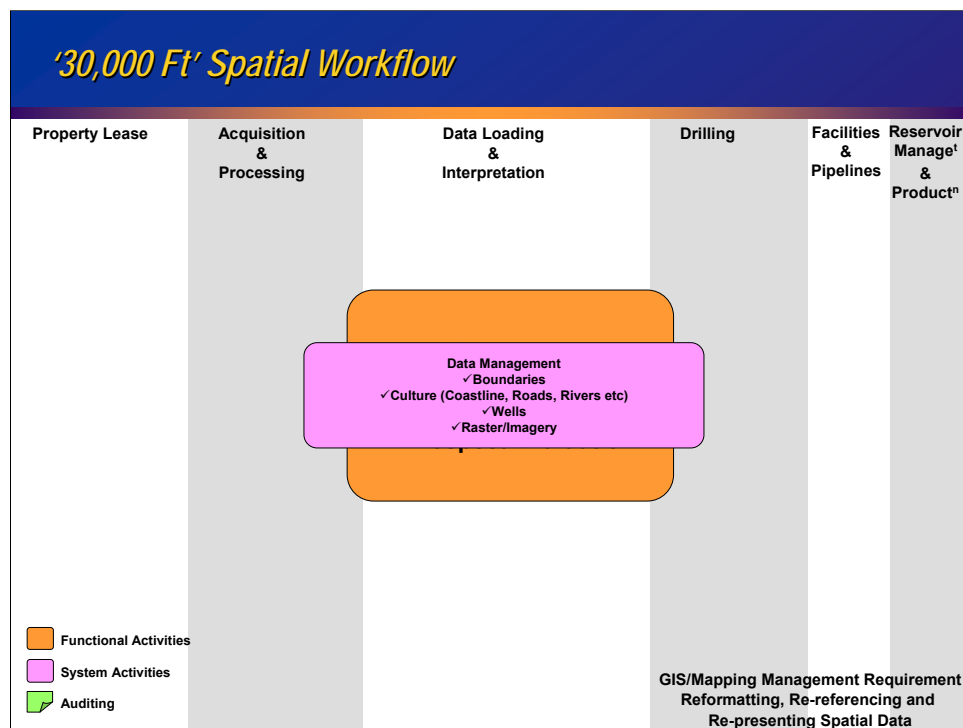 ‘30,000 Ft’ Spatial Workflow
Property Lease
Acquisition
&
Processing
Data Loading
&
Interpretation
Drilling
Facilities
&
Pipelines
Reservoir
Manageᵗ
&
Productⁿ
Data Management
✓Boundaries
✓Culture (Coastline, Roads, Rivers etc)
✓Wells
✓Raster/Imagery
Functional Activities
System Activities
Auditing
GIS/Mapping Management Requirement
Reformatting, Re-referencing and
Re-presenting Spatial Data